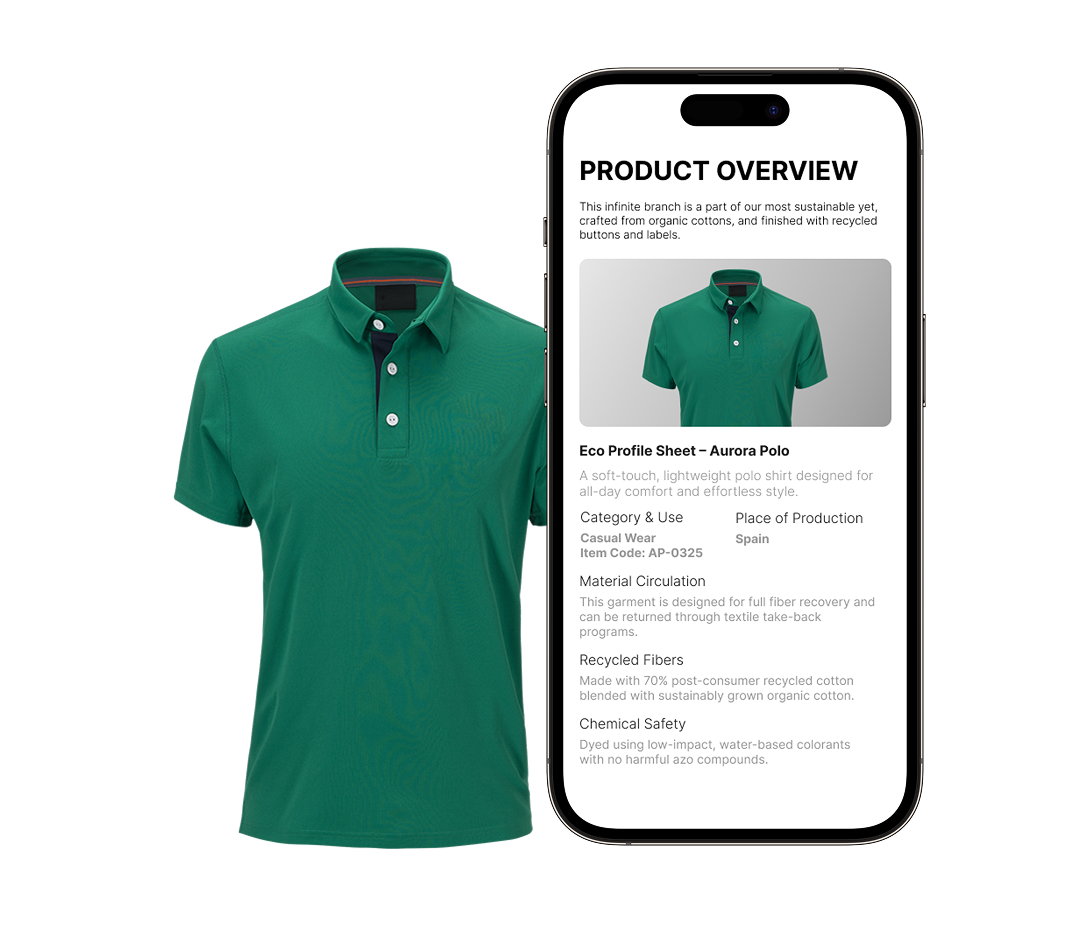 PRODUCT OVERVIEW
This infinite branch is a part of our most sustainable yet,
crafted from organic cottons, and finished with recycled
buttons and labels.
Eco Profile Sheet – Aurora Polo
A soft-touch, lightweight polo shirt designed for
all-day comfort and effortless style.
Category & Use
Casual Wear
Item Code: AP-0325
Place of Production
Spain
Material Circulation
This garment is designed for full fiber recovery and
can be returned through textile take-back
programs.
Recycled Fibers
Made with 70% post-consumer recycled cotton
blended with sustainably grown organic cotton.
Chemical Safety
Dyed using low-impact, water-based colorants
with no harmful azo compounds.